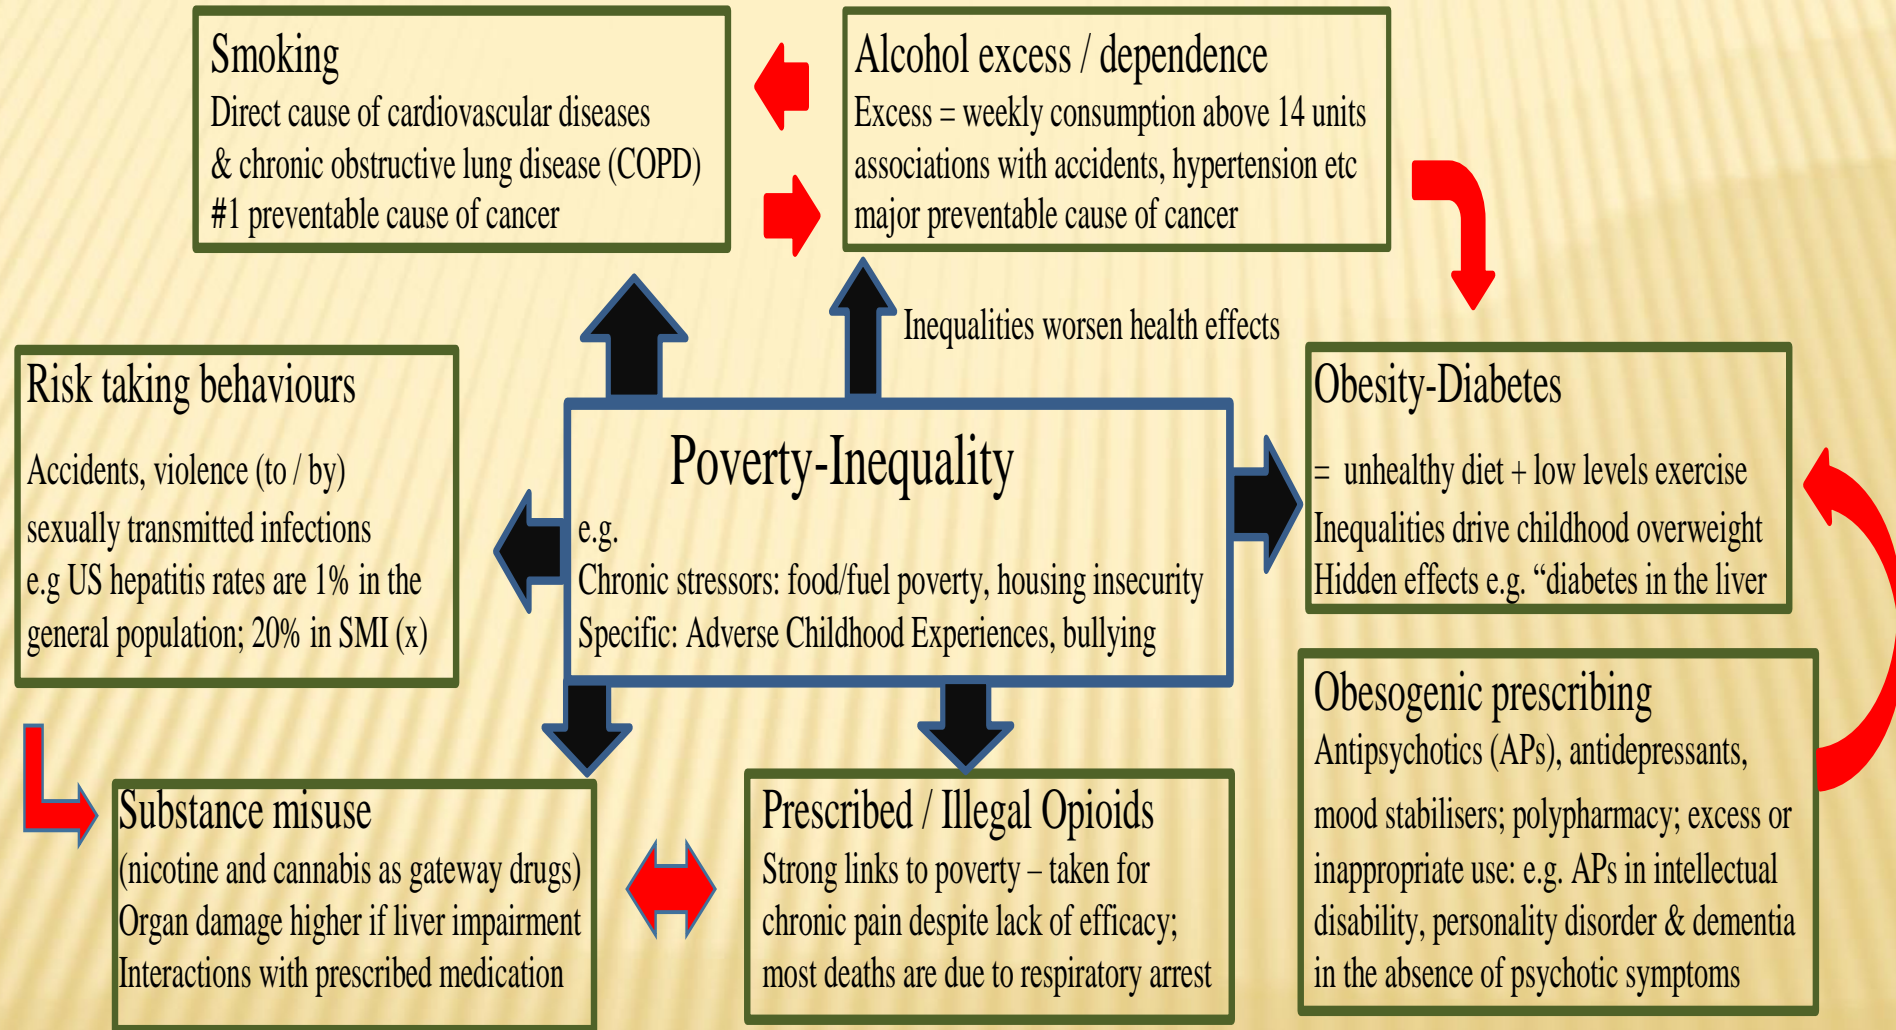 Smoking
Direct cause of cardiovascular diseases
& chronic obstructive lung disease (COPD)
#1 preventable cause of cancer
Alcohol excess / dependence
Excess = weekly consumption above 14 units
associations with accidents, hypertension etc
major preventable cause of cancer
Inequalities worsen health effects
Risk taking behaviours
Accidents, violence (to / by)
sexually transmitted infections
e.g US hepatitis rates are 1% in the
general population; 20% in SMI (x)
Poverty-Inequality
e.g.
Chronic stressors: food/fuel poverty, housing insecurity
Specific: Adverse Childhood Experiences, bullying
Obesity-Diabetes
= unhealthy diet + low levels exercise
Inequalities drive childhood overweight
Hidden effects e.g. “diabetes in the liver
Substance misuse
(nicotine and cannabis as gateway drugs)
Organ damage higher if liver impairment
Interactions with prescribed medication
Prescribed / Illegal Opioids
Strong links to poverty – taken for
chronic pain despite lack of efficacy;
most deaths are due to respiratory arrest
Obesogenic prescribing
Antipsychotics (APs), antidepressants,
mood stabilisers; polypharmacy; excess or
inappropriate use: e.g. APs in intellectual
disability, personality disorder & dementia
in the absence of psychotic symptoms